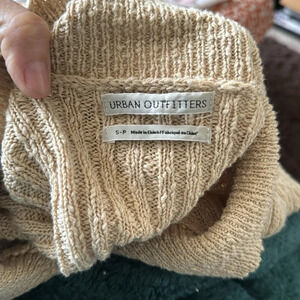 URBAN OUTFITTERS
S-P Made in China / Fabriqué en Chine